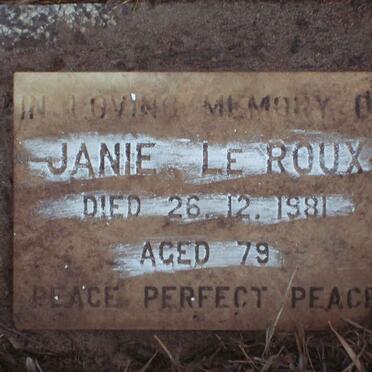 IN LOVING MEMORY O
JANIE LE ROUX
DIED 26.12.1981
AGED 79
PEACE PERFECT PEACE